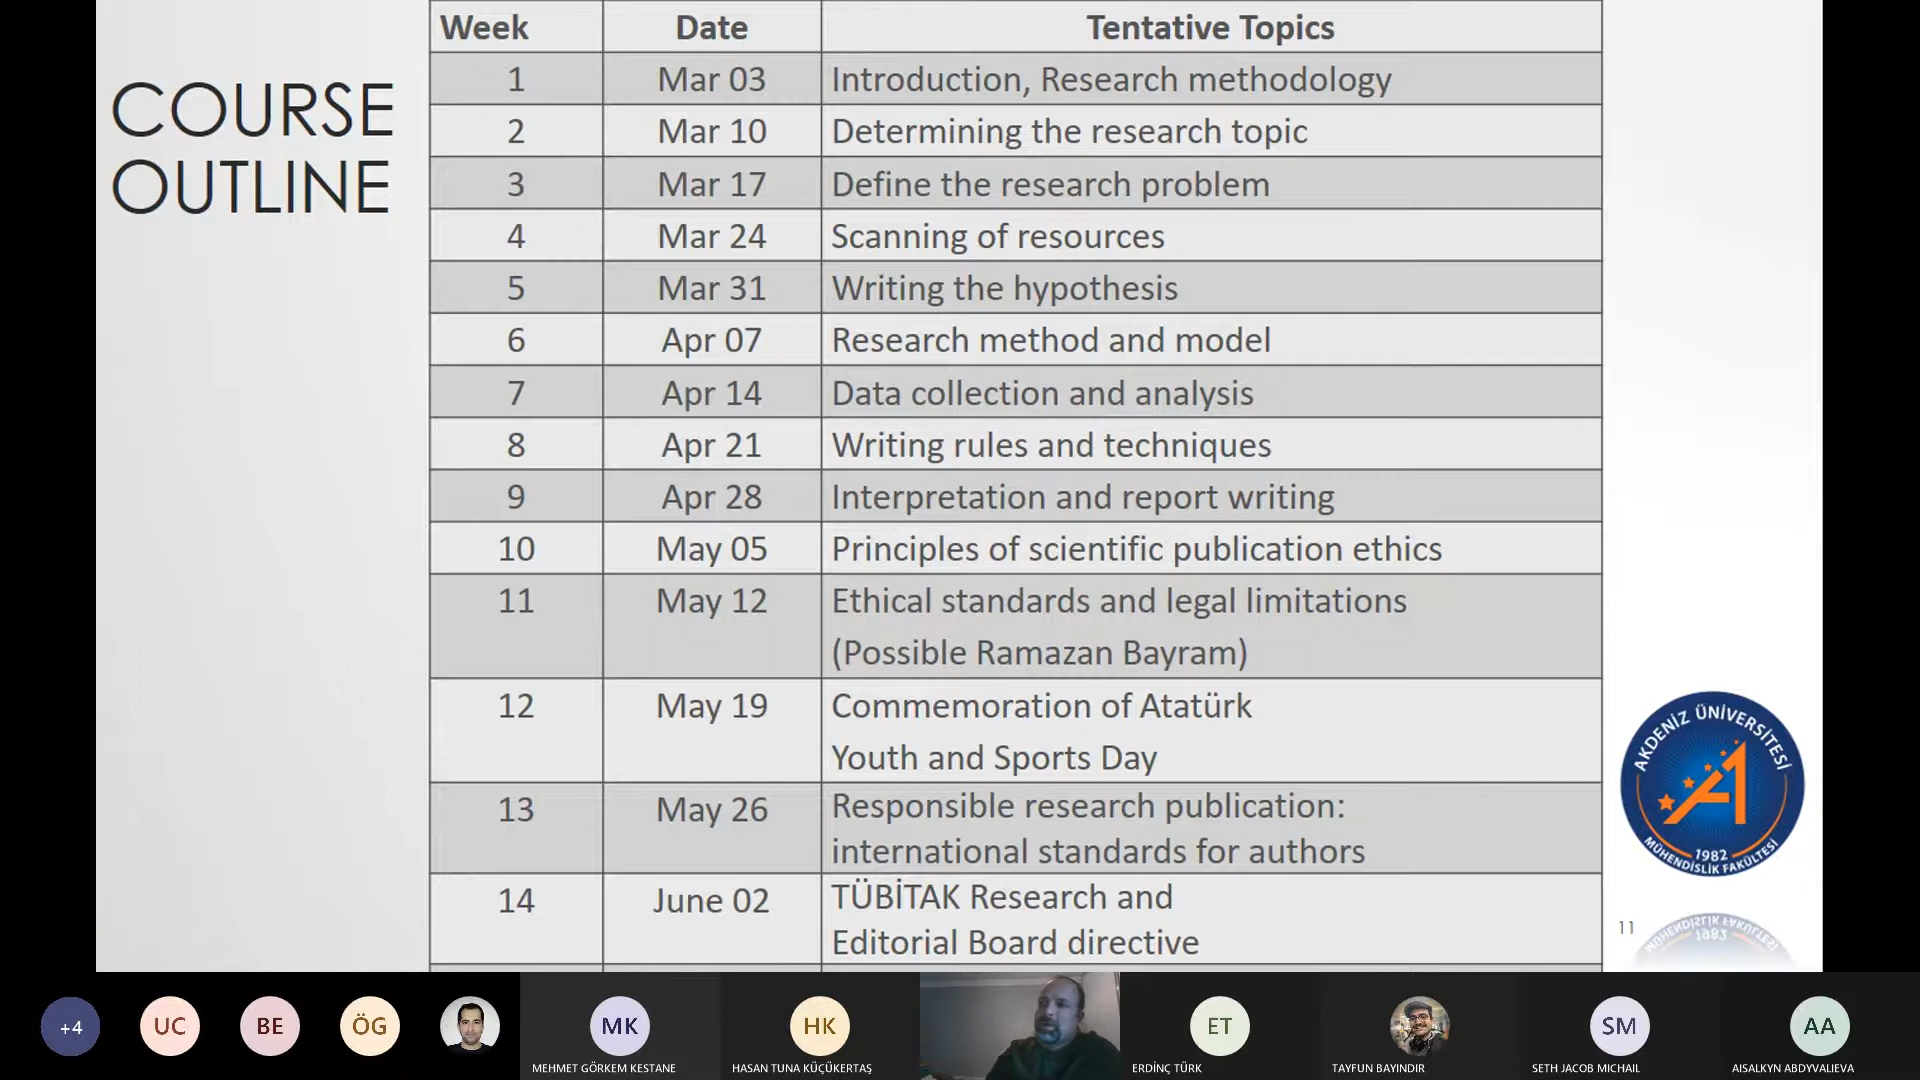 COURSE
OUTLINE
Week Date Tentative Topics
1 Mar 03 Introduction, Research methodology
2 Mar 10 Determining the research topic
3 Mar 17 Define the research problem
4 Mar 24 Scanning of resources
5 Mar 31 Writing the hypothesis
6 Apr 07 Research method and model
7 Apr 14 Data collection and analysis
8 Apr 21 Writing rules and techniques
9 Apr 28 Interpretation and report writing
10 May 05 Principles of scientific publication ethics
11 May 12 Ethical standards and legal limitations
(Possible Ramazan Bayram)
12 May 19 Commemoration of Atatürk
Youth and Sports Day
13 May 26 Responsible research publication:
international standards for authors
14 June 02 TÜBİTAK Research and
Editorial Board directive
AKDENİZ ÜNİVERSİTESİ
1982
MÜHENDİSLİK FAKÜLTESİ
11
+4 UC BE ÖG MK HK ET SM AA
MEHMET GÖRKEM KESTANE HASAN TUNA KÜÇÜKERTAŞ ERDİNÇ TÜRK TAYFUN BAYINDIR SETH JACOB MICHAIL AISALKYN ABDYVALIEVA